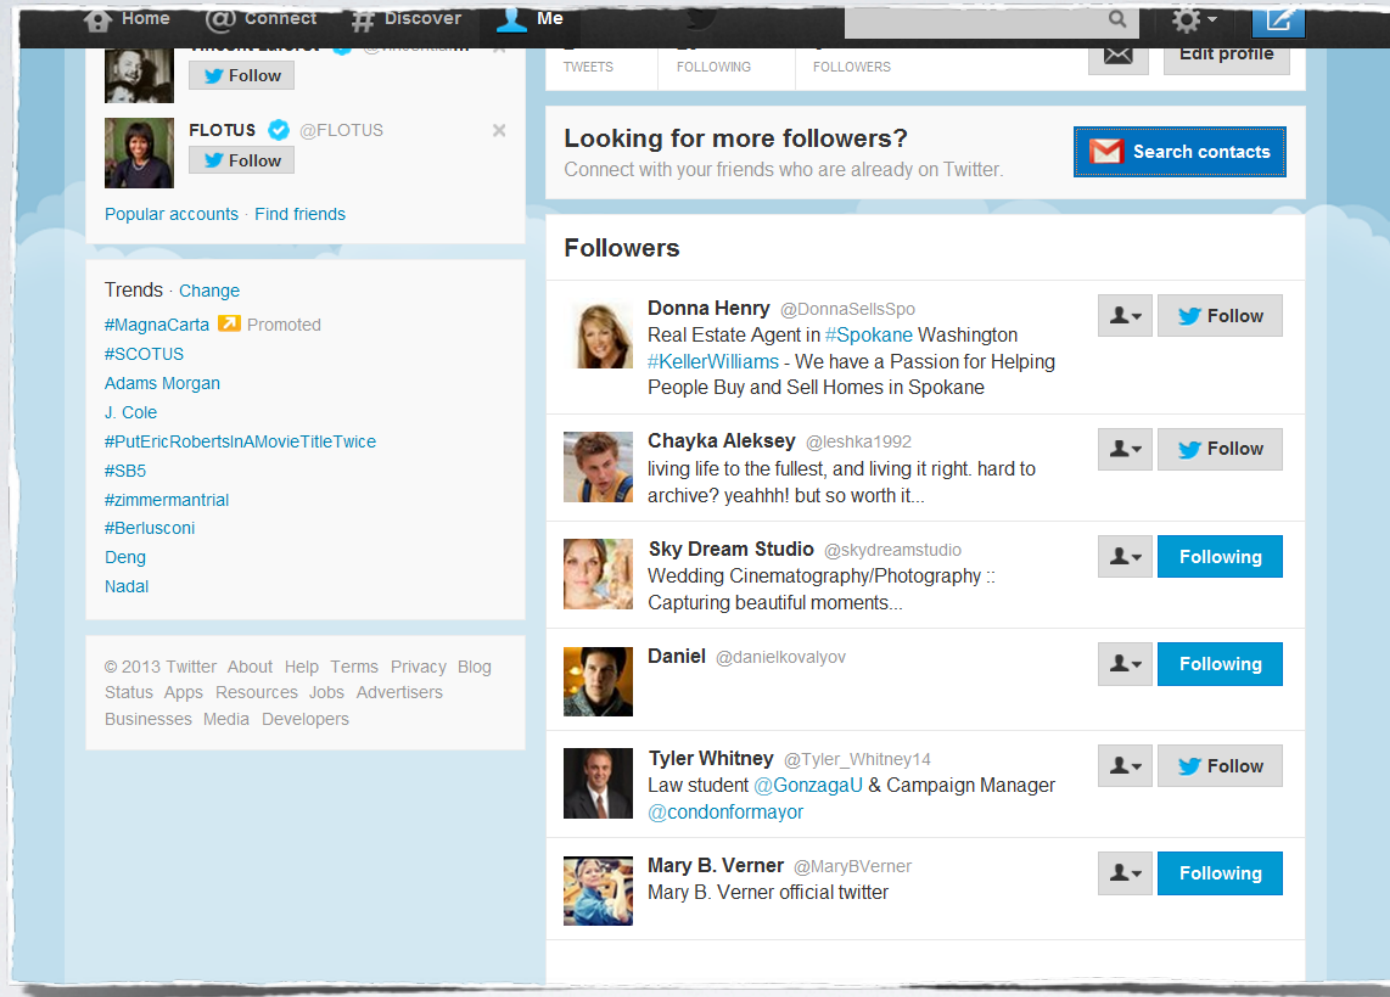 Home @ Connect # Discover Me
Follow
FLOTUS @FLOTUS ×
Follow
Popular accounts · Find friends
Trends · Change
#MagnaCarta Promoted
#SCOTUS
Adams Morgan
J. Cole
#PutEricRobertsInAMovieTitleTwice
#SB5
#zimmermantrial
#Berlusconi
Deng
Nadal
© 2013 Twitter About Help Terms Privacy Blog
Status Apps Resources Jobs Advertisers
Businesses Media Developers
TWEETS FOLLOWING FOLLOWERS
Edit profile
Looking for more followers?
Connect with your friends who are already on Twitter.
Search contacts
Followers
Donna Henry @DonnaSellsSpo
Real Estate Agent in #Spokane Washington
#KellerWilliams - We have a Passion for Helping
People Buy and Sell Homes in Spokane
Follow
Chayka Aleksey @leshka1992
living life to the fullest, and living it right. hard to
archive? yeahhh! but so worth it...
Follow
Sky Dream Studio @skydreamstudio
Wedding Cinematography/Photography ::
Capturing beautiful moments...
Following
Daniel @danielkovalyov
Following
Tyler Whitney @Tyler_Whitney14
Law student @GonzagaU & Campaign Manager
@condonformayor
Follow
Mary B. Verner @MaryBVerner
Mary B. Verner official twitter
Following